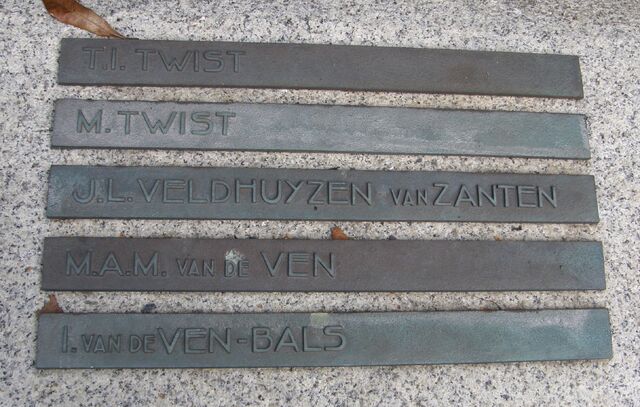 T.I. TWIST
M. TWIST
J.L. VELDHUYZEN VAN ZANTEN
M.A.M. VAN DE VEN
I. VAN DE VEN-BALS